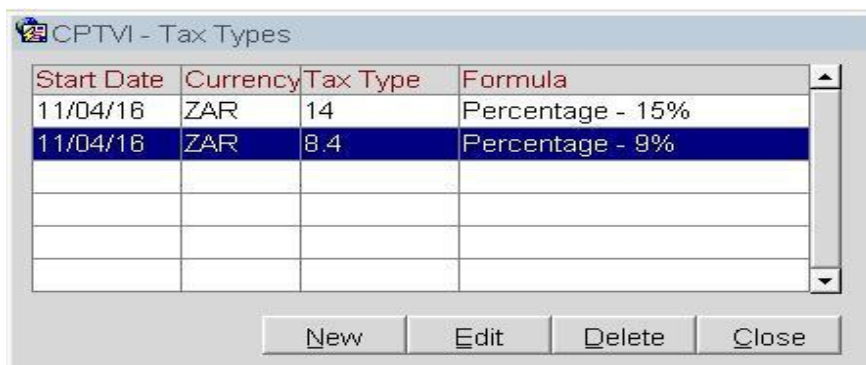 CPTVI - Tax Types
Start Date Currency Tax Type Formula
11/04/16 ZAR 14 Percentage - 15%
11/04/16 ZAR 8.4 Percentage - 9%
New Edit Delete Close